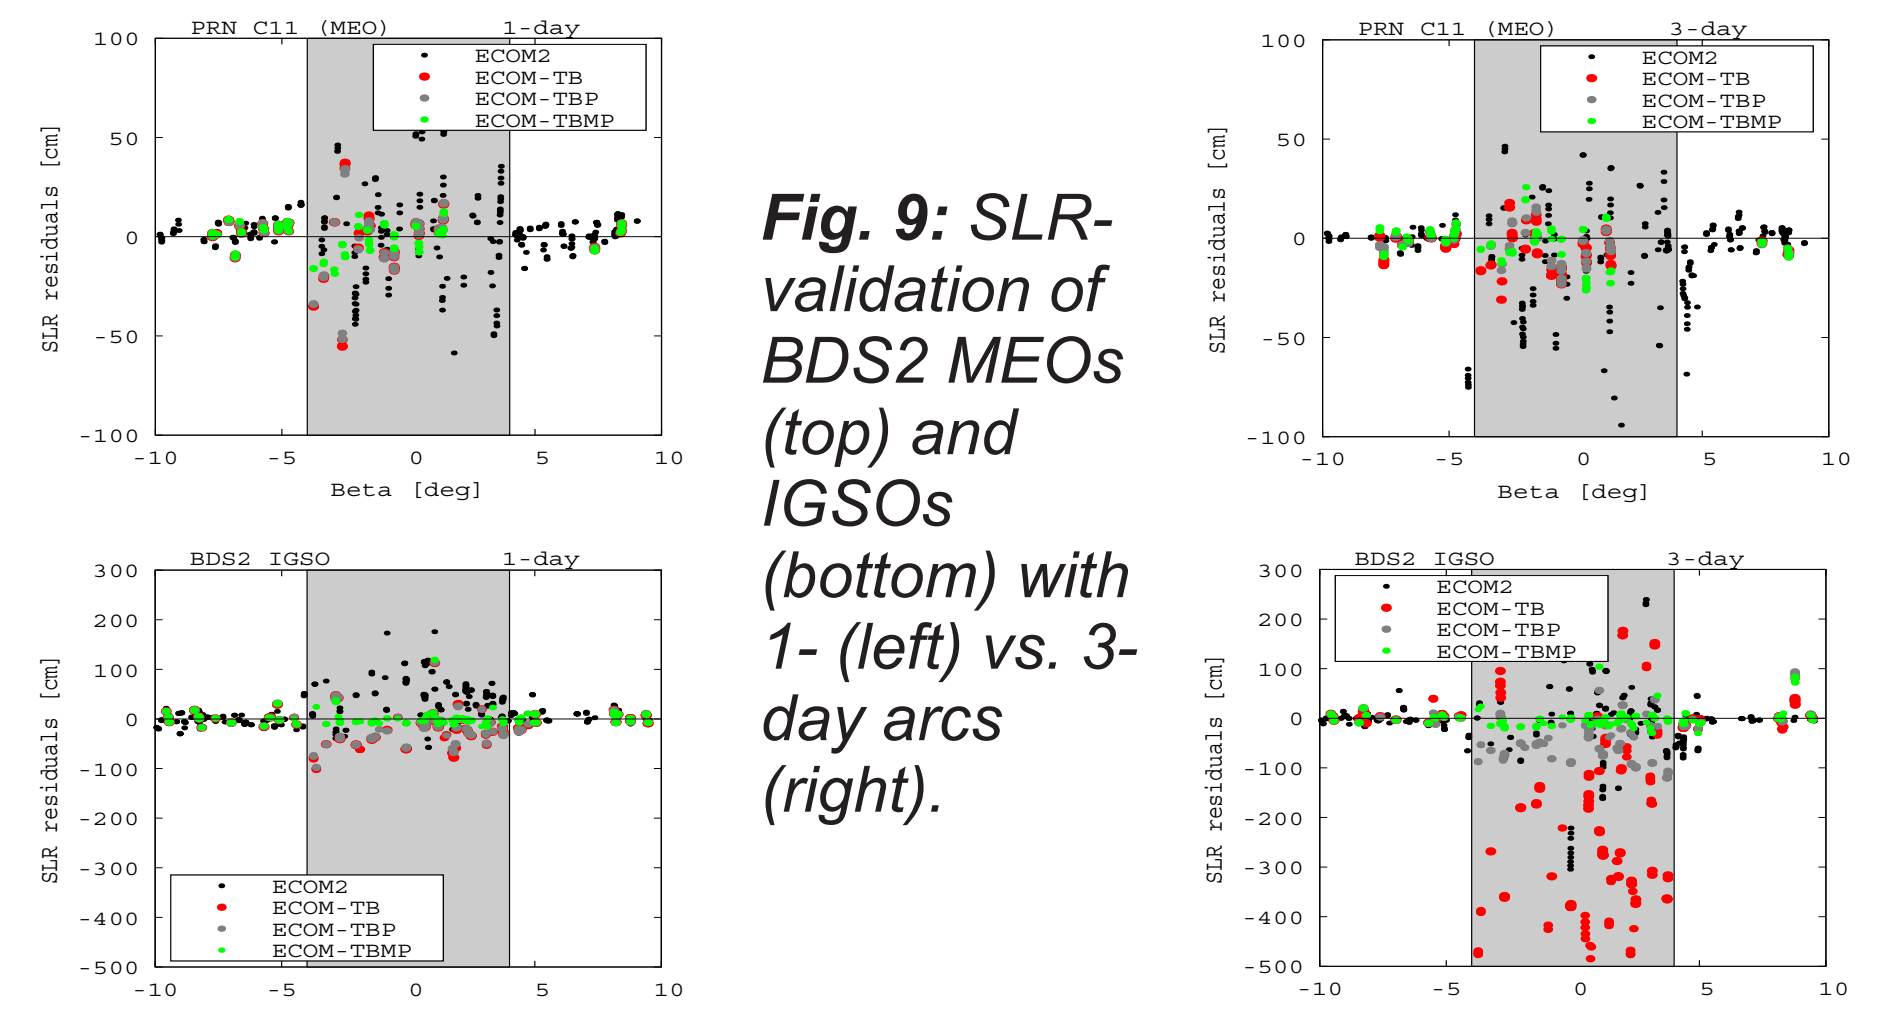 PRN C11 (MEO) 1-day
100
50
0
-50
-100
SLR residuals [cm]
ECOM2
ECOM-TB
ECOM-TBP
ECOM-TBMP
-10 -5 0 5 10
Beta [deg]
BDS2 IGSO 1-day
300
200
100
0
-100
-200
-300
-400
-500
SLR residuals [cm]
ECOM2
ECOM-TB
ECOM-TBP
ECOM-TBMP
-10 -5 0 5 10
Fig. 9: SLR-
validation of
BDS2 MEOs
(top) and
IGSOs
(bottom) with
1- (left) vs. 3-
day arcs
(right).
PRN C11 (MEO) 3-day
100
50
0
-50
-100
SLR residuals [cm]
ECOM2
ECOM-TB
ECOM-TBP
ECOM-TBMP
-10 -5 0 5 10
Beta [deg]
BDS2 IGSO 3-day
300
200
100
0
-100
-200
-300
-400
-500
SLR residuals [cm]
ECOM2
ECOM-TB
ECOM-TBP
ECOM-TBMP
-10 -5 0 5 10